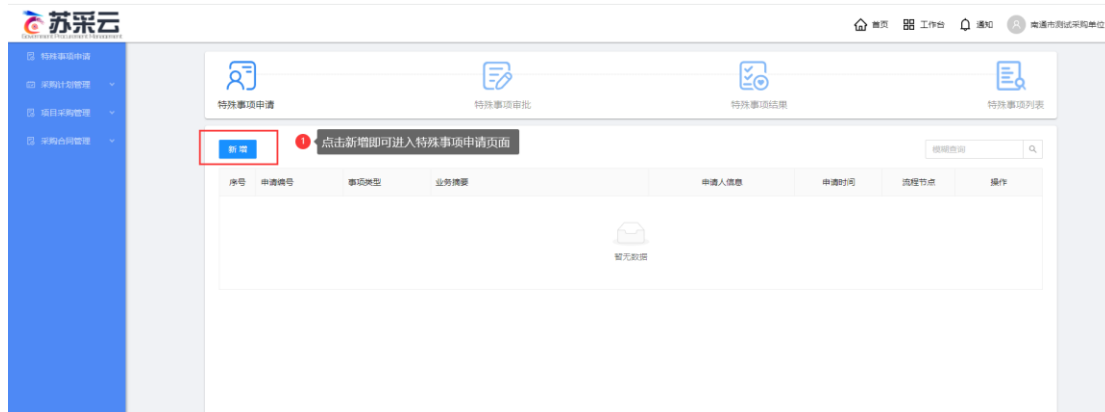 苏采云
Government Procurement Management
首页 工作台 通知 南通市测试采购单位
特殊事项申请
采购计划管理
项目采购管理
采购合同管理
特殊事项申请 特殊事项审批 特殊事项结果 特殊事项列表
新增 1 点击新增即可进入特殊事项申请页面 模糊查询
序号 申请编号 事项类型 业务摘要 申请人信息 申请时间 流程节点 操作
暂无数据